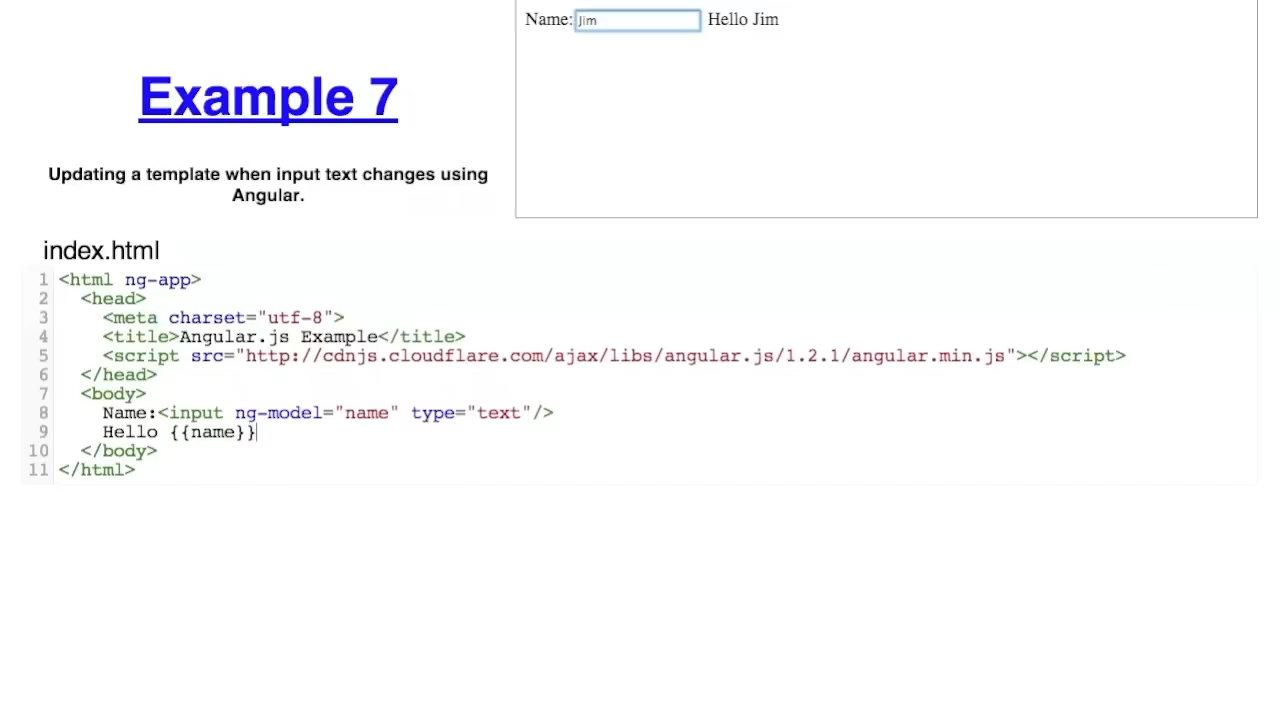 Name: Jim Hello Jim
Example 7
Updating a template when input text changes using
Angular.
index.html
1 <html ng-app>
2 <head>
3 <meta charset="utf-8">
4 <title>Angular.js Example</title>
5 <script src="http://cdnjs.cloudflare.com/ajax/libs/angular.js/1.2.1/angular.min.js"></script>
6 </head>
7 <body>
8 Name:<input ng-model="name" type="text"/>
9 Hello {{name}}
10 </body>
11 </html>